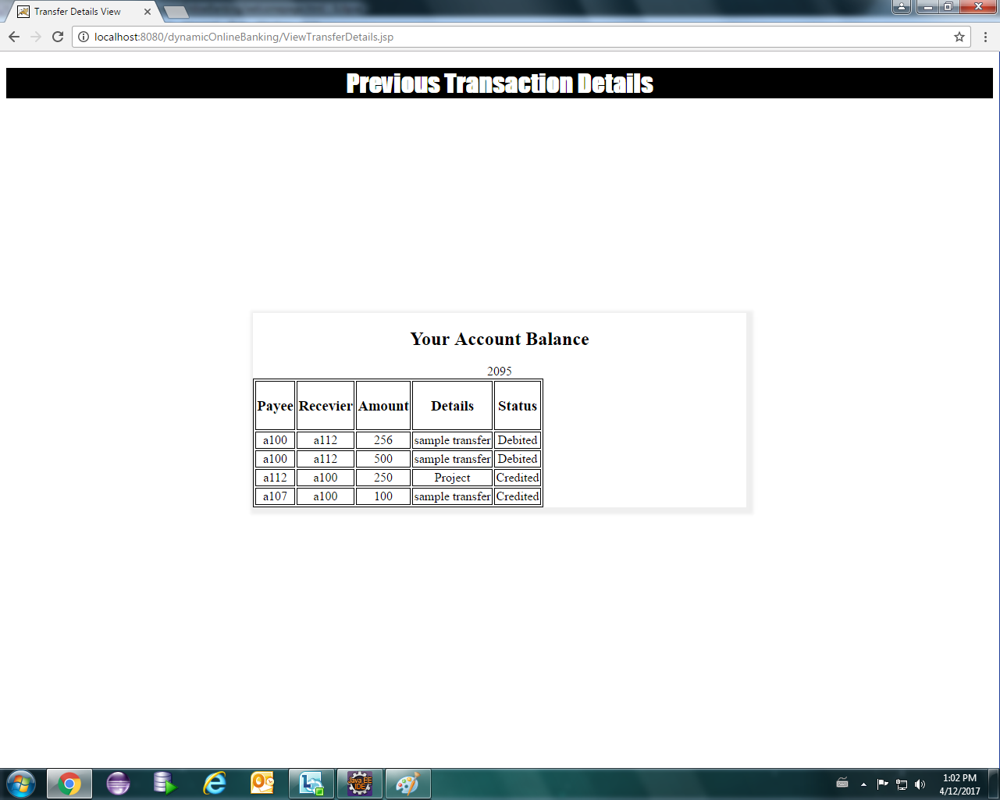 Transfer Details View
localhost:8080/dynamicOnlineBanking/ViewTransferDetails.jsp
Previous Transaction Details
Your Account Balance
2095
Payee Recevier Amount Details Status
a100 a112 256 sample transfer Debited
a100 a112 500 sample transfer Debited
a112 a100 250 Project Credited
a107 a100 100 sample transfer Credited
Java EE
IDE
1:02 PM
4/12/2017